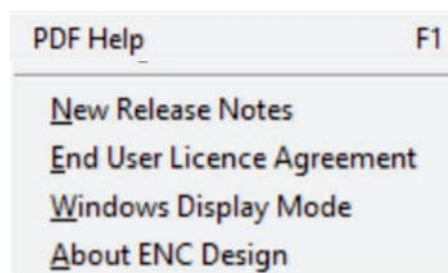 PDF Help F1
New Release Notes
End User Licence Agreement
Windows Display Mode
About ENC Design